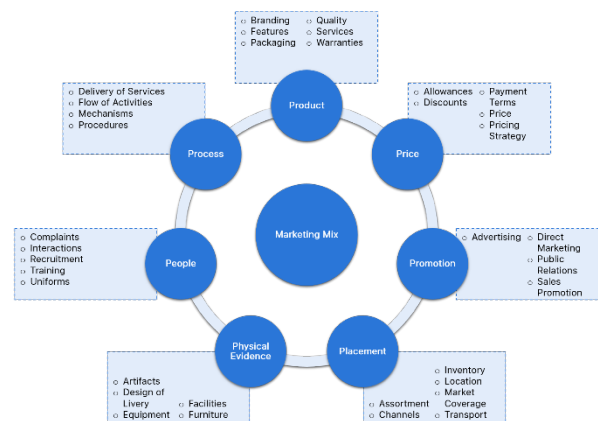 ○ Branding
○ Features
○ Packaging
○ Quality
○ Services
○ Warranties
Product
○ Delivery of Services
○ Flow of Activities
○ Mechanisms
○ Procedures
Process
○ Allowances
○ Discounts
○ Payment
Terms
○ Price
○ Pricing
Strategy
Price
Marketing Mix
○ Complaints
○ Interactions
○ Recruitment
○ Training
○ Uniforms
People
Promotion
○ Advertising
○ Direct
Marketing
○ Public
Relations
○ Sales
Promotion
Physical
Evidence
○ Artifacts
○ Design of
Livery
○ Equipment
○ Facilities
○ Furniture
Placement
○ Assortment
○ Channels
○ Inventory
○ Location
○ Market
Coverage
○ Transport